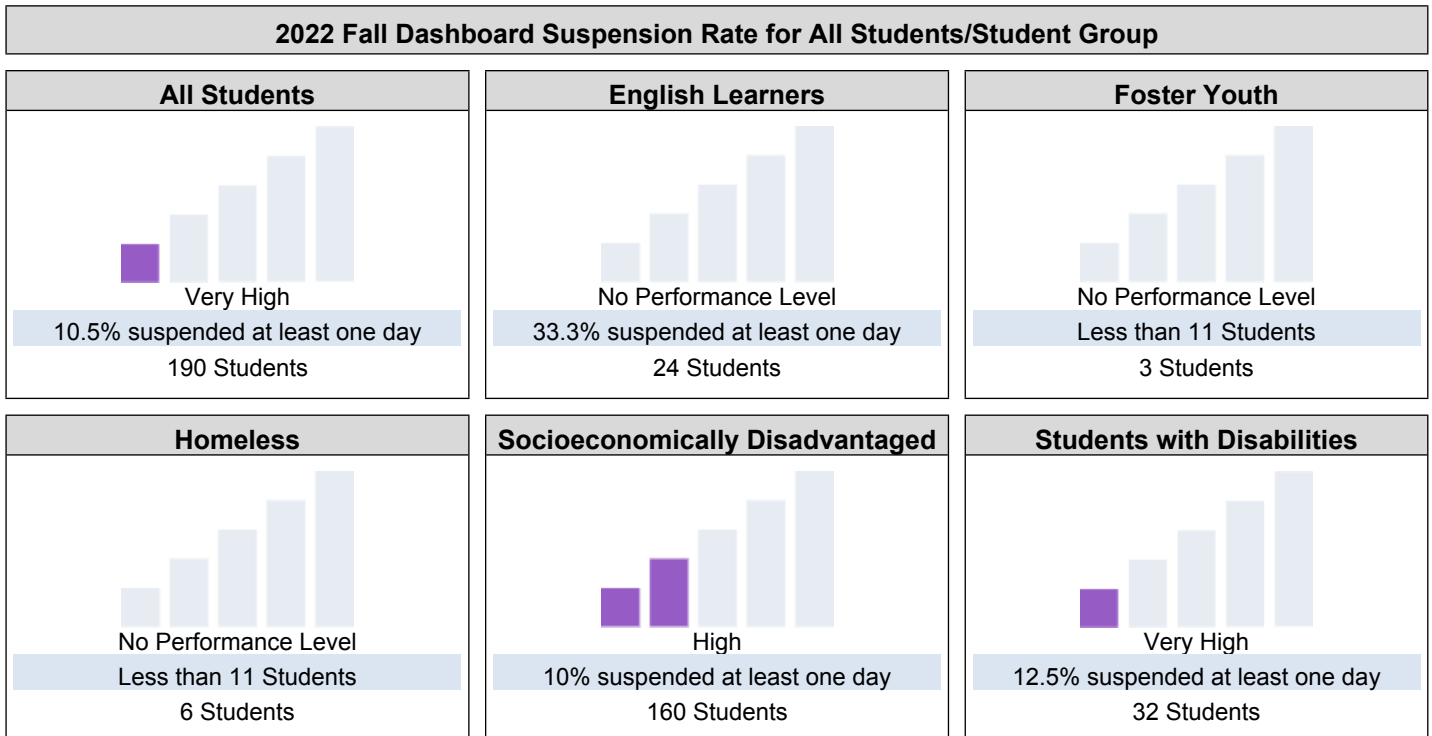 2022 Fall Dashboard Suspension Rate for All Students/Student Group
All Students
Very High
10.5% suspended at least one day
190 Students
English Learners
No Performance Level
33.3% suspended at least one day
24 Students
Foster Youth
No Performance Level
Less than 11 Students
3 Students
Homeless
No Performance Level
Less than 11 Students
6 Students
Socioeconomically Disadvantaged
High
10% suspended at least one day
160 Students
Students with Disabilities
Very High
12.5% suspended at least one day
32 Students